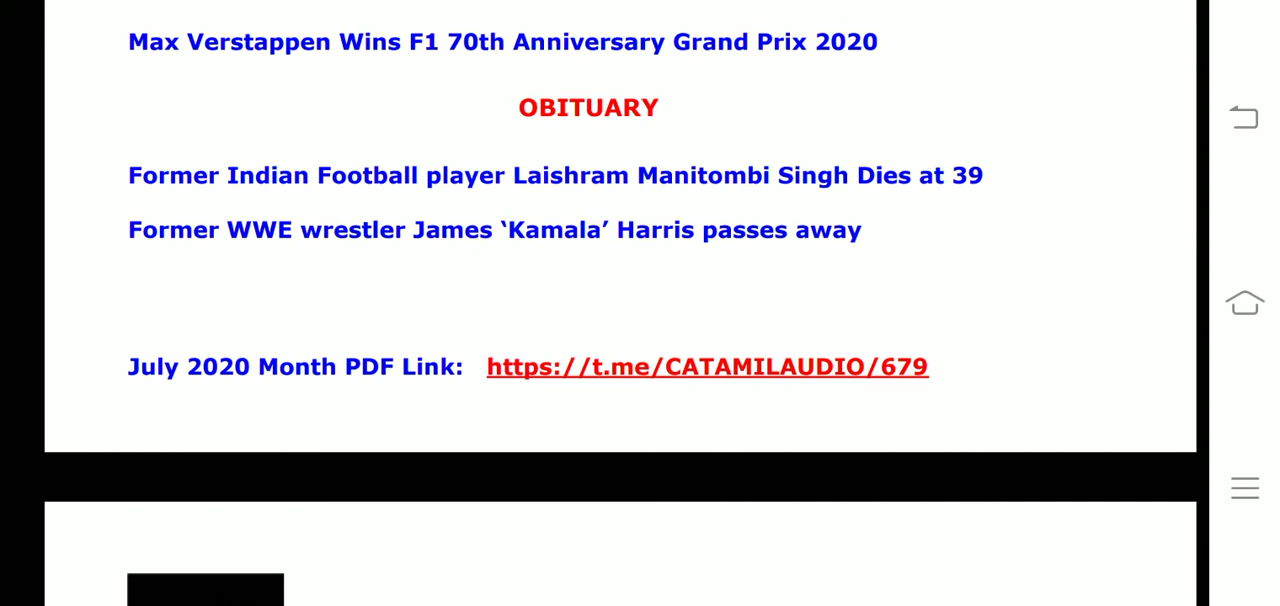 Max Verstappen Wins F1 70th Anniversary Grand Prix 2020
OBITUARY
Former Indian Football player Laishram Manitombi Singh Dies at 39
Former WWE wrestler James ‘Kamala’ Harris passes away
July 2020 Month PDF Link: https://t.me/CATAMILAUDIO/679